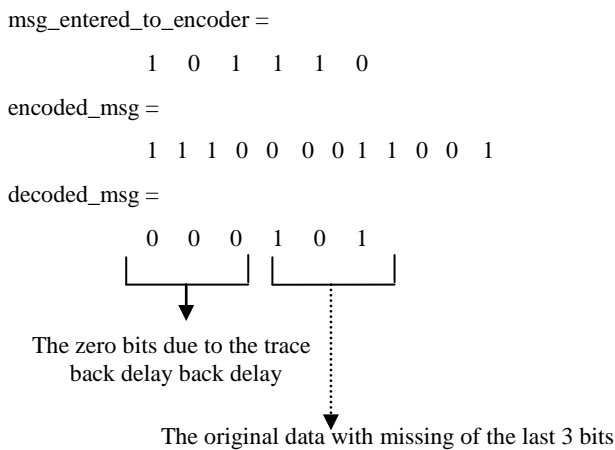 msg_entered_to_encoder =
1 0 1 1 1 0
encoded_msg =
1 1 1 0 0 0 0 1 1 0 0 1
decoded_msg =
0 0 0 1 0 1
The zero bits due to the trace
back delay back delay
The original data with missing of the last 3 bits